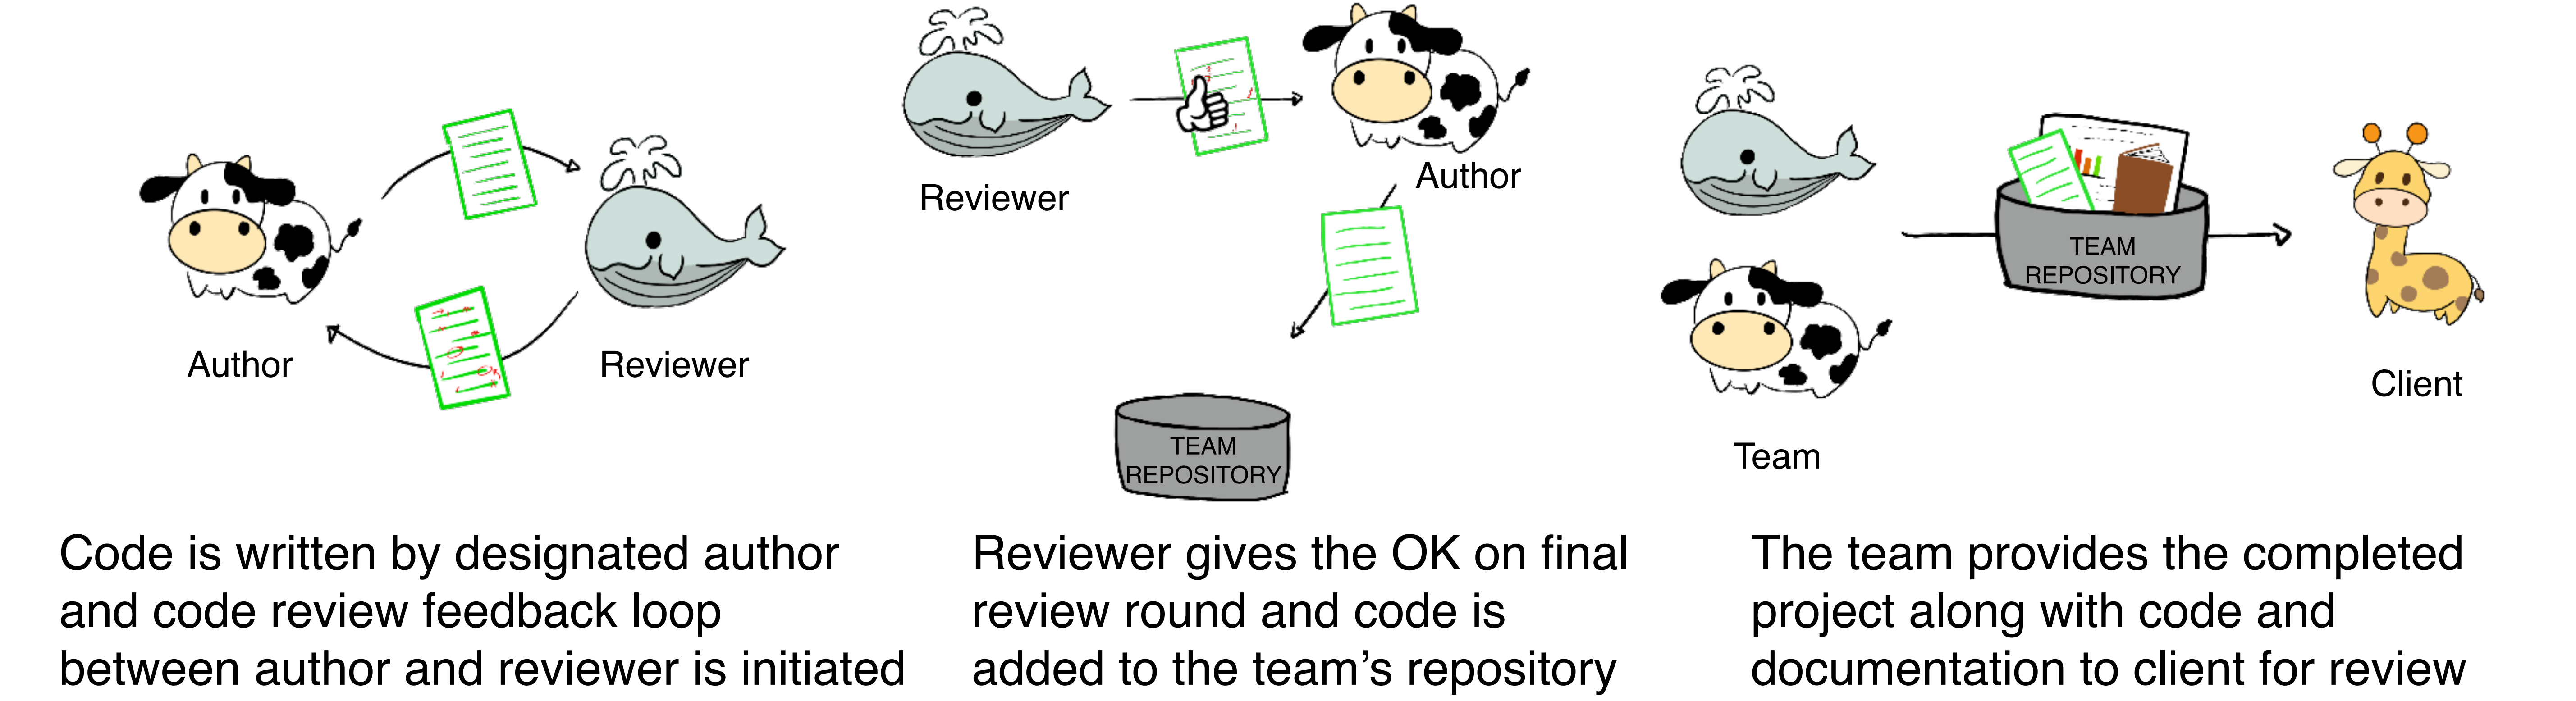 Author
Reviewer
Code is written by designated author
and code review feedback loop
between author and reviewer is initiated
Reviewer
Author
TEAM
REPOSITORY
Reviewer gives the OK on final
review round and code is
added to the team’s repository
Team
TEAM
REPOSITORY
Client
The team provides the completed
project along with code and
documentation to client for review